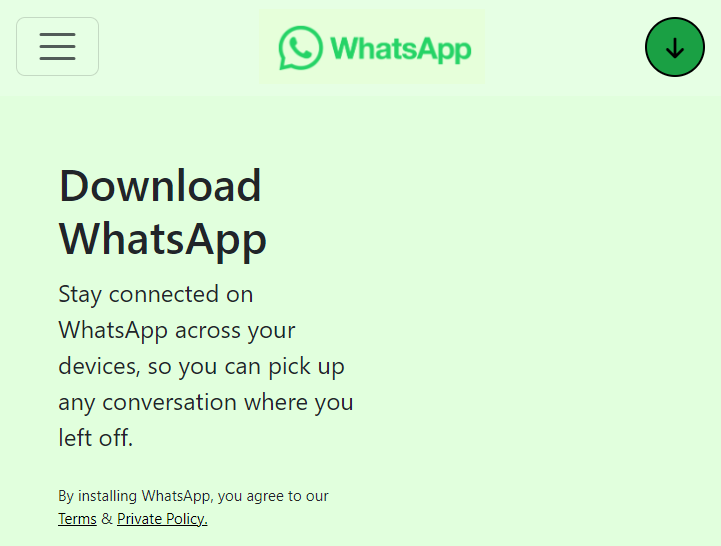 WhatsApp
Download
WhatsApp
Stay connected on
WhatsApp across your
devices, so you can pick up
any conversation where you
left off.
By installing WhatsApp, you agree to our
Terms & Private Policy.